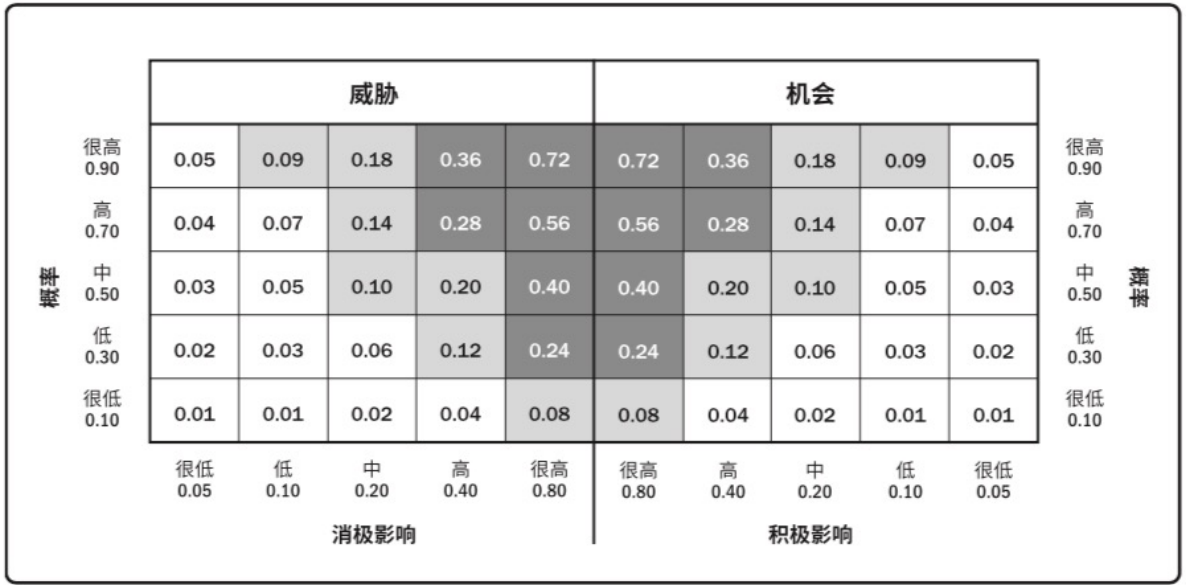 威胁 机会
很高 0.05 0.09 0.18 0.36 0.72 0.72 0.36 0.18 0.09 0.05 很高
0.90 0.90
高 0.04 0.07 0.14 0.28 0.56 0.56 0.28 0.14 0.07 0.04 高
0.70 0.70
概率 中 0.03 0.05 0.10 0.20 0.40 0.40 0.20 0.10 0.05 0.03 中 概率
0.50 0.50
低 0.02 0.03 0.06 0.12 0.24 0.24 0.12 0.06 0.03 0.02 低
0.30 0.30
很低 0.01 0.01 0.02 0.04 0.08 0.08 0.04 0.02 0.01 0.01 很低
0.10 0.10
很低 低 中 高 很高 很高 高 中 低 很低
0.05 0.10 0.20 0.40 0.80 0.80 0.40 0.20 0.10 0.05
消极影响 积极影响